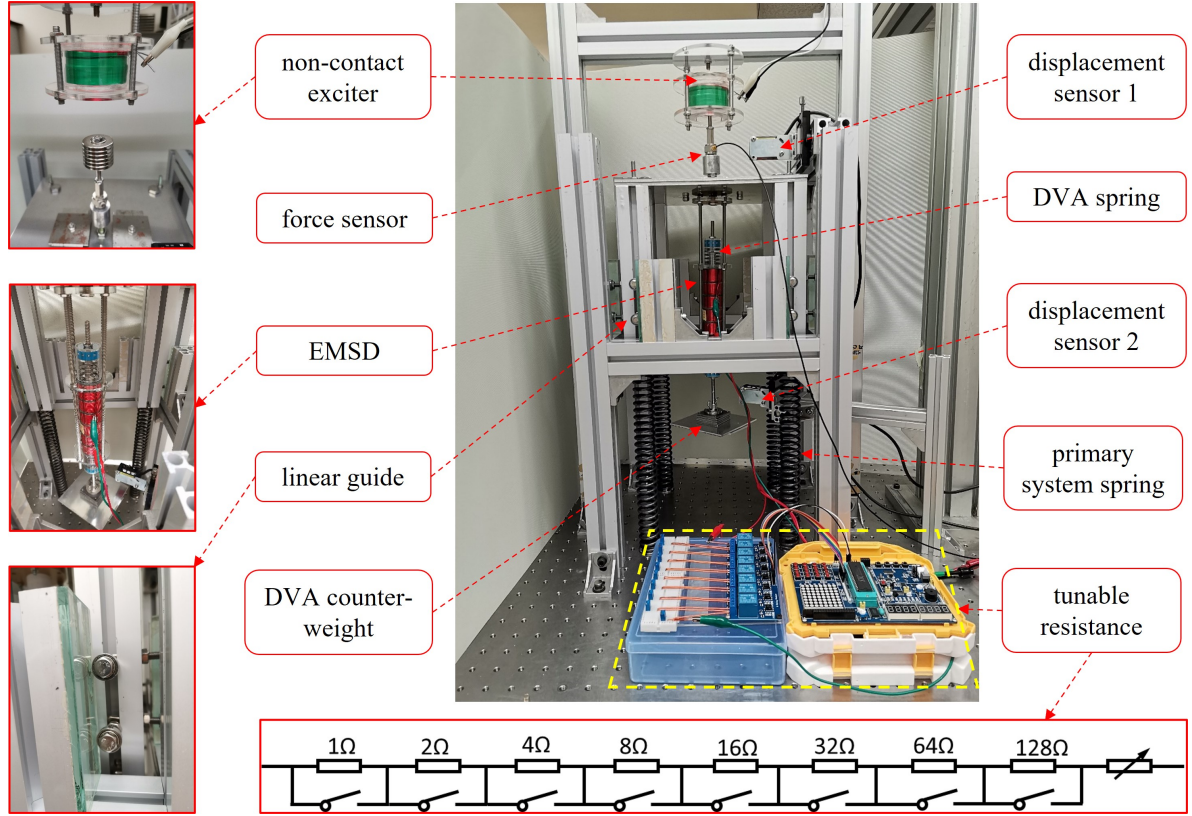 non-contact
exciter
force sensor
EMSD
linear guide
DVA counter-
weight
displacement
sensor 1
DVA spring
displacement
sensor 2
primary
system spring
tunable
resistance
1Ω 2Ω 4Ω 8Ω 16Ω 32Ω 64Ω 128Ω